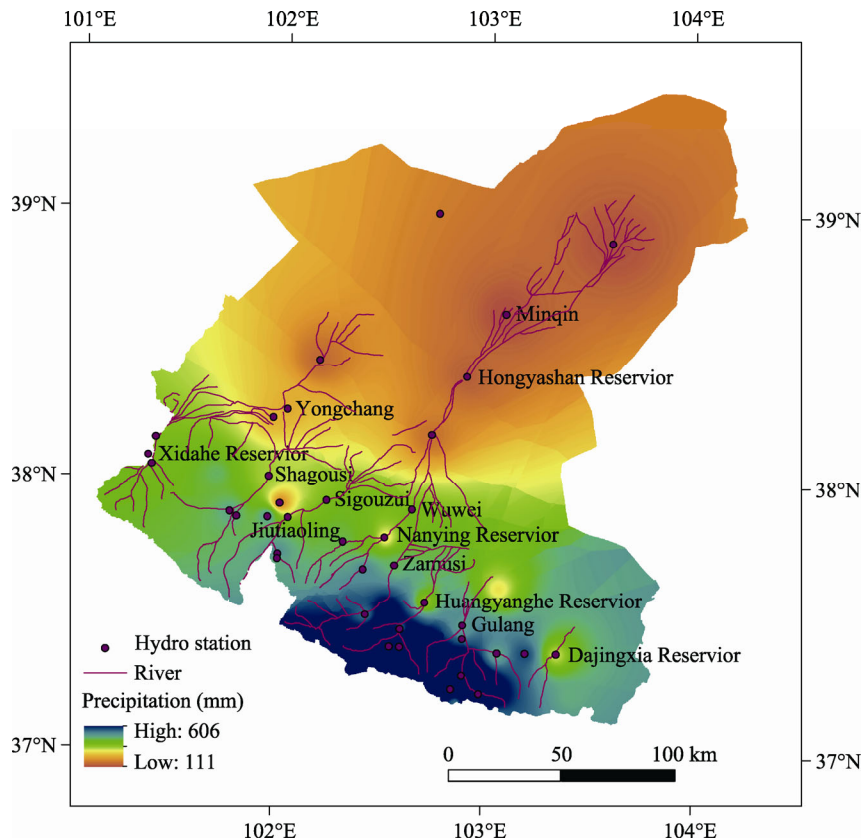 101°E 102°E 103°E 104°E
39°N
39°N
Minqin
Hongyashan Reservior
Yongchang
Xidahe Reservior
38°N
Shagousi
38°N
Sigouzui
Wuwei
Jiutiaoling
Nanying Reservior
Zamusi
Huangyanghe Reservior
Gulang
Hydro station
Dajingxia Reservior
River
Precipitation (mm)
High: 606
Low: 111
37°N
0 50 100 km
37°N
102°E 103°E 104°E